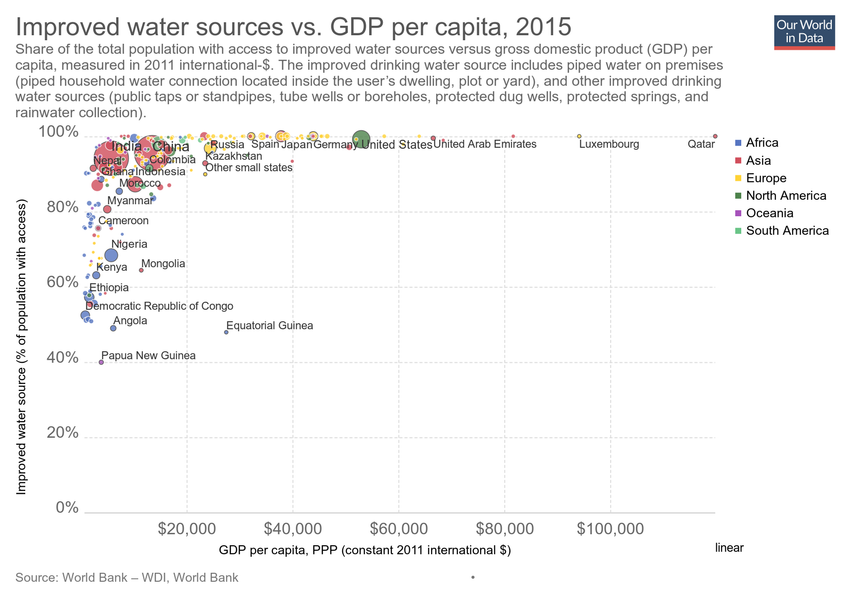 Improved water sources vs. GDP per capita, 2015
Our World
in Data
Share of the total population with access to improved water sources versus gross domestic product (GDP) per
capita, measured in 2011 international-$. The improved drinking water source includes piped water on premises
(piped household water connection located inside the user's dwelling, plot or yard), and other improved drinking
water sources (public taps or standpipes, tube wells or boreholes, protected dug wells, protected springs, and
rainwater collection).
100%
80%
60%
40%
20%
0%
Improved water source (% of population with access)
India
China
Russia
Spain
Japan
Germany
United States
United Arab Emirates
Luxembourg
Qatar
Nepal
Colombia
Kazakhstan
Ghana
Indonesia
Other small states
Morocco
Myanmar
Cameroon
Nigeria
Kenya
Mongolia
Ethiopia
Democratic Republic of Congo
Angola
Equatorial Guinea
Papua New Guinea
$20,000
$40,000
$60,000
$80,000
$100,000
GDP per capita, PPP (constant 2011 international $)
linear
Africa
Asia
Europe
North America
Oceania
South America
Source: World Bank – WDI, World Bank